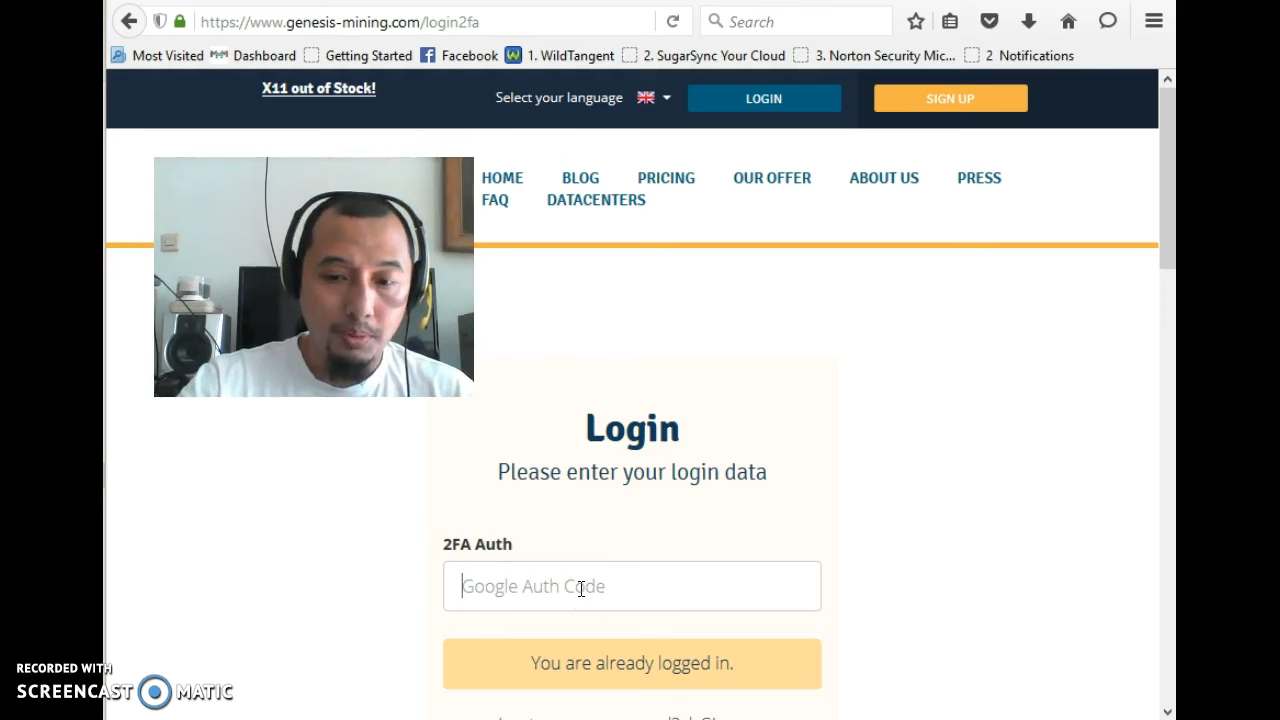 https://www.genesis-mining.com/login2fa
Search
Most Visited Dashboard Getting Started Facebook 1. WildTangent 2. SugarSync Your Cloud 3. Norton Security Mic... 2 Notifications
X11 out of Stock!
Select your language LOGIN SIGN UP
HOME BLOG PRICING OUR OFFER ABOUT US PRESS
FAQ DATACENTERS
Login
Please enter your login data
2FA Auth
Google Auth Code
You are already logged in.
RECORDED WITH
SCREENCAST MATIC